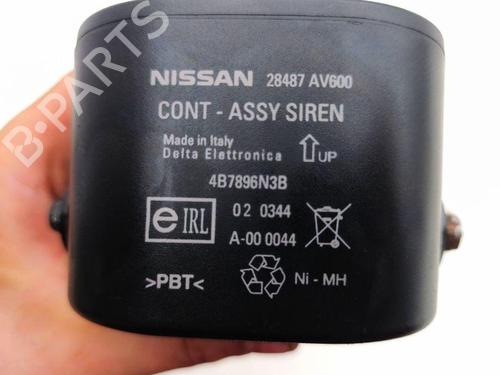 B-PARTS
NISSAN 28487 AV600
CONT - ASSY SIREN
Made in Italy
Delta Elettronica
UP
4B7896N3B
e IRL
02 0344
A-00 0044
>PBT<
Ni - MH